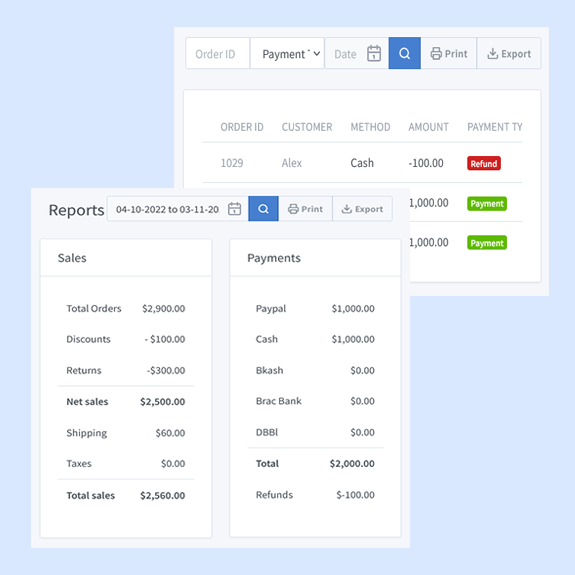 Order ID Payment T Date 1 Print Export
ORDER ID CUSTOMER METHOD AMOUNT PAYMENT TY
1029 Alex Cash -100.00 Refund
1,000.00 Payment
1,000.00 Payment
Reports 04-10-2022 to 03-11-20 1 Print Export
Sales
Total Orders $2,900.00
Discounts - $100.00
Returns -$300.00
Net sales $2,500.00
Shipping $60.00
Taxes $0.00
Total sales $2,560.00
Payments
Paypal $1,000.00
Cash $1,000.00
Bkash $0.00
Brac Bank $0.00
DBBl $0.00
Total $2,000.00
Refunds $-100.00